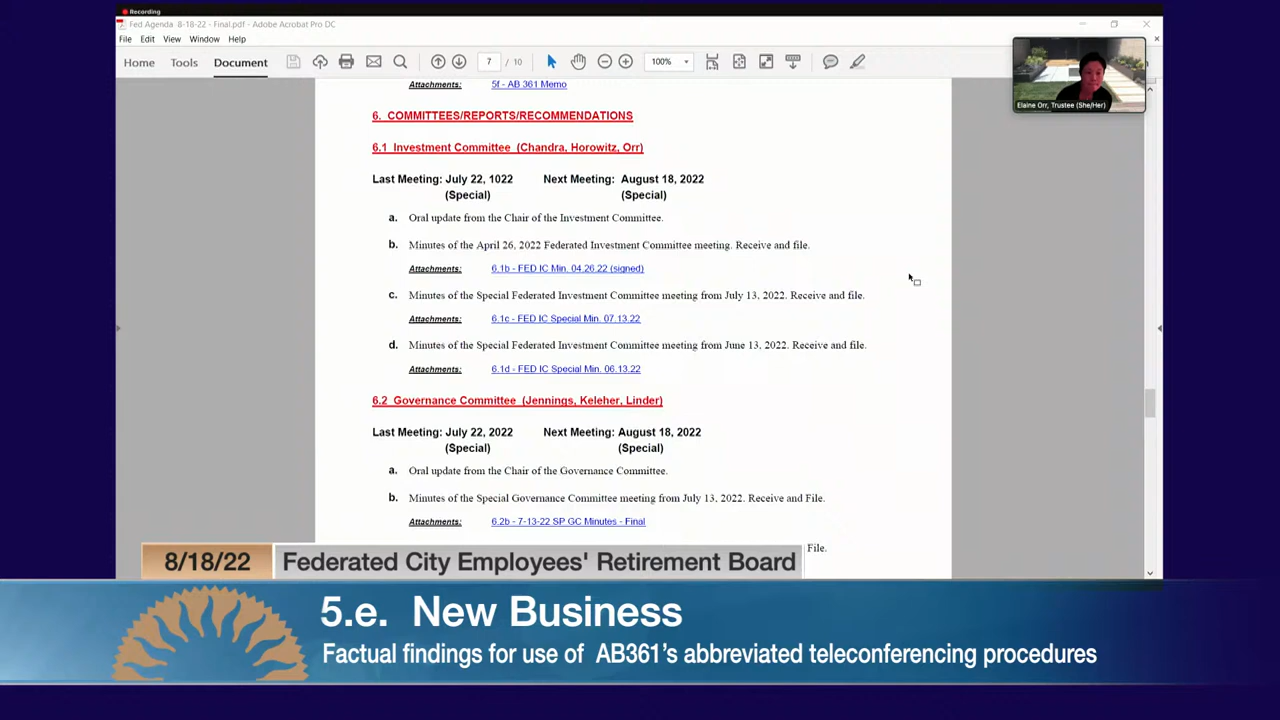 Recording
Fed Agenda 8-18-22 - Final.pdf - Adobe Acrobat Pro DC
File Edit View Window Help
Home Tools Document 7 / 10 100%
Elaine Orr, Trustee (She/Her)
Attachments: 5f - AB 361 Memo
6. COMMITTEES/REPORTS/RECOMMENDATIONS
6.1 Investment Committee (Chandra, Horowitz, Orr)
Last Meeting: July 22, 1022 Next Meeting: August 18, 2022
(Special) (Special)
a. Oral update from the Chair of the Investment Committee.
b. Minutes of the April 26, 2022 Federated Investment Committee meeting. Receive and file.
Attachments: 6.1b - FED IC Min. 04.26.22 (signed)
c. Minutes of the Special Federated Investment Committee meeting from July 13, 2022. Receive and file.
Attachments: 6.1c - FED IC Special Min. 07.13.22
d. Minutes of the Special Federated Investment Committee meeting from June 13, 2022. Receive and file.
Attachments: 6.1d - FED IC Special Min. 06.13.22
6.2 Governance Committee (Jennings, Keleher, Linder)
Last Meeting: July 22, 2022 Next Meeting: August 18, 2022
(Special) (Special)
a. Oral update from the Chair of the Governance Committee.
b. Minutes of the Special Governance Committee meeting from July 13, 2022. Receive and File.
Attachments: 6.2b - 7-13-22 SP GC Minutes - Final
File.
8/18/22 Federated City Employees' Retirement Board
5.e. New Business
Factual findings for use of AB361's abbreviated teleconferencing procedures